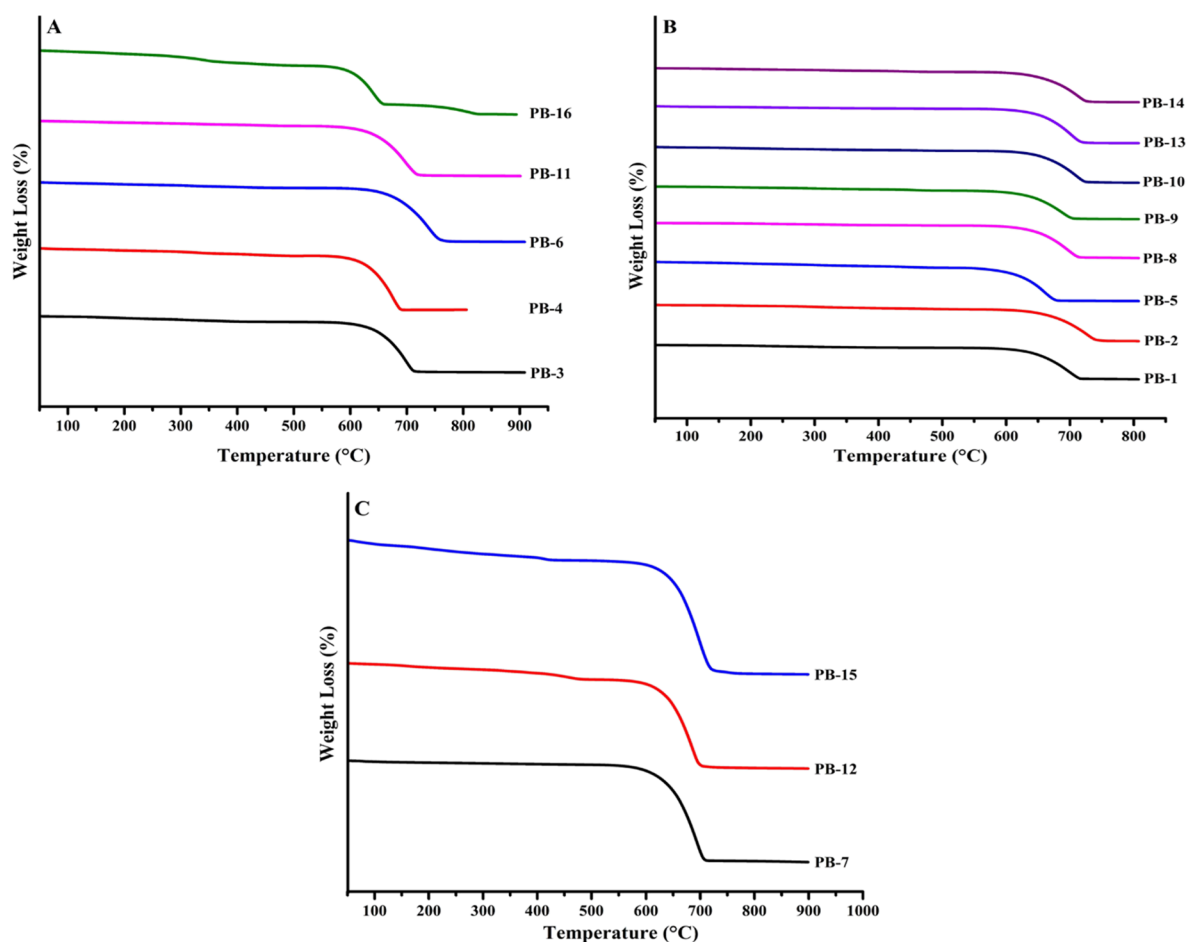 A
Weight Loss (%)
PB-16
PB-11
PB-6
PB-4
PB-3
100 200 300 400 500 600 700 800 900
Temperature (°C)
B
Weight Loss (%)
PB-14
PB-13
PB-10
PB-9
PB-8
PB-5
PB-2
PB-1
100 200 300 400 500 600 700 800
Temperature (°C)
C
Weight Loss (%)
PB-15
PB-12
PB-7
100 200 300 400 500 600 700 800 900 1000
Temperature (°C)